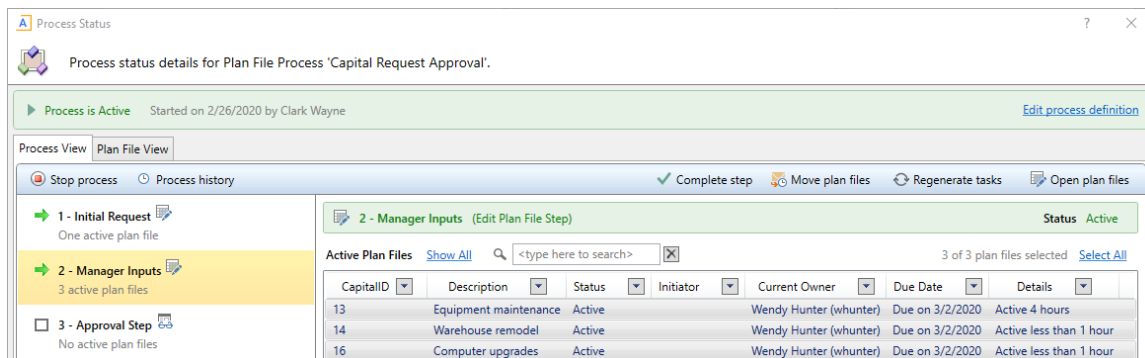 A Process Status ? ×
Process status details for Plan File Process 'Capital Request Approval'.
Process is Active Started on 2/26/2020 by Clark Wayne Edit process definition
Process View Plan File View
Stop process Process history Complete step Move plan files Regenerate tasks Open plan files
1 - Initial Request
One active plan file
2 - Manager Inputs
3 active plan files
3 - Approval Step
No active plan files
2 - Manager Inputs (Edit Plan File Step) Status Active
Active Plan Files Show All <type here to search> 3 of 3 plan files selected Select All
CapitalID Description Status Initiator Current Owner Due Date Details
13 Equipment maintenance Active Wendy Hunter (whunter) Due on 3/2/2020 Active 4 hours
14 Warehouse remodel Active Wendy Hunter (whunter) Due on 3/2/2020 Active less than 1 hour
16 Computer upgrades Active Wendy Hunter (whunter) Due on 3/2/2020 Active less than 1 hour